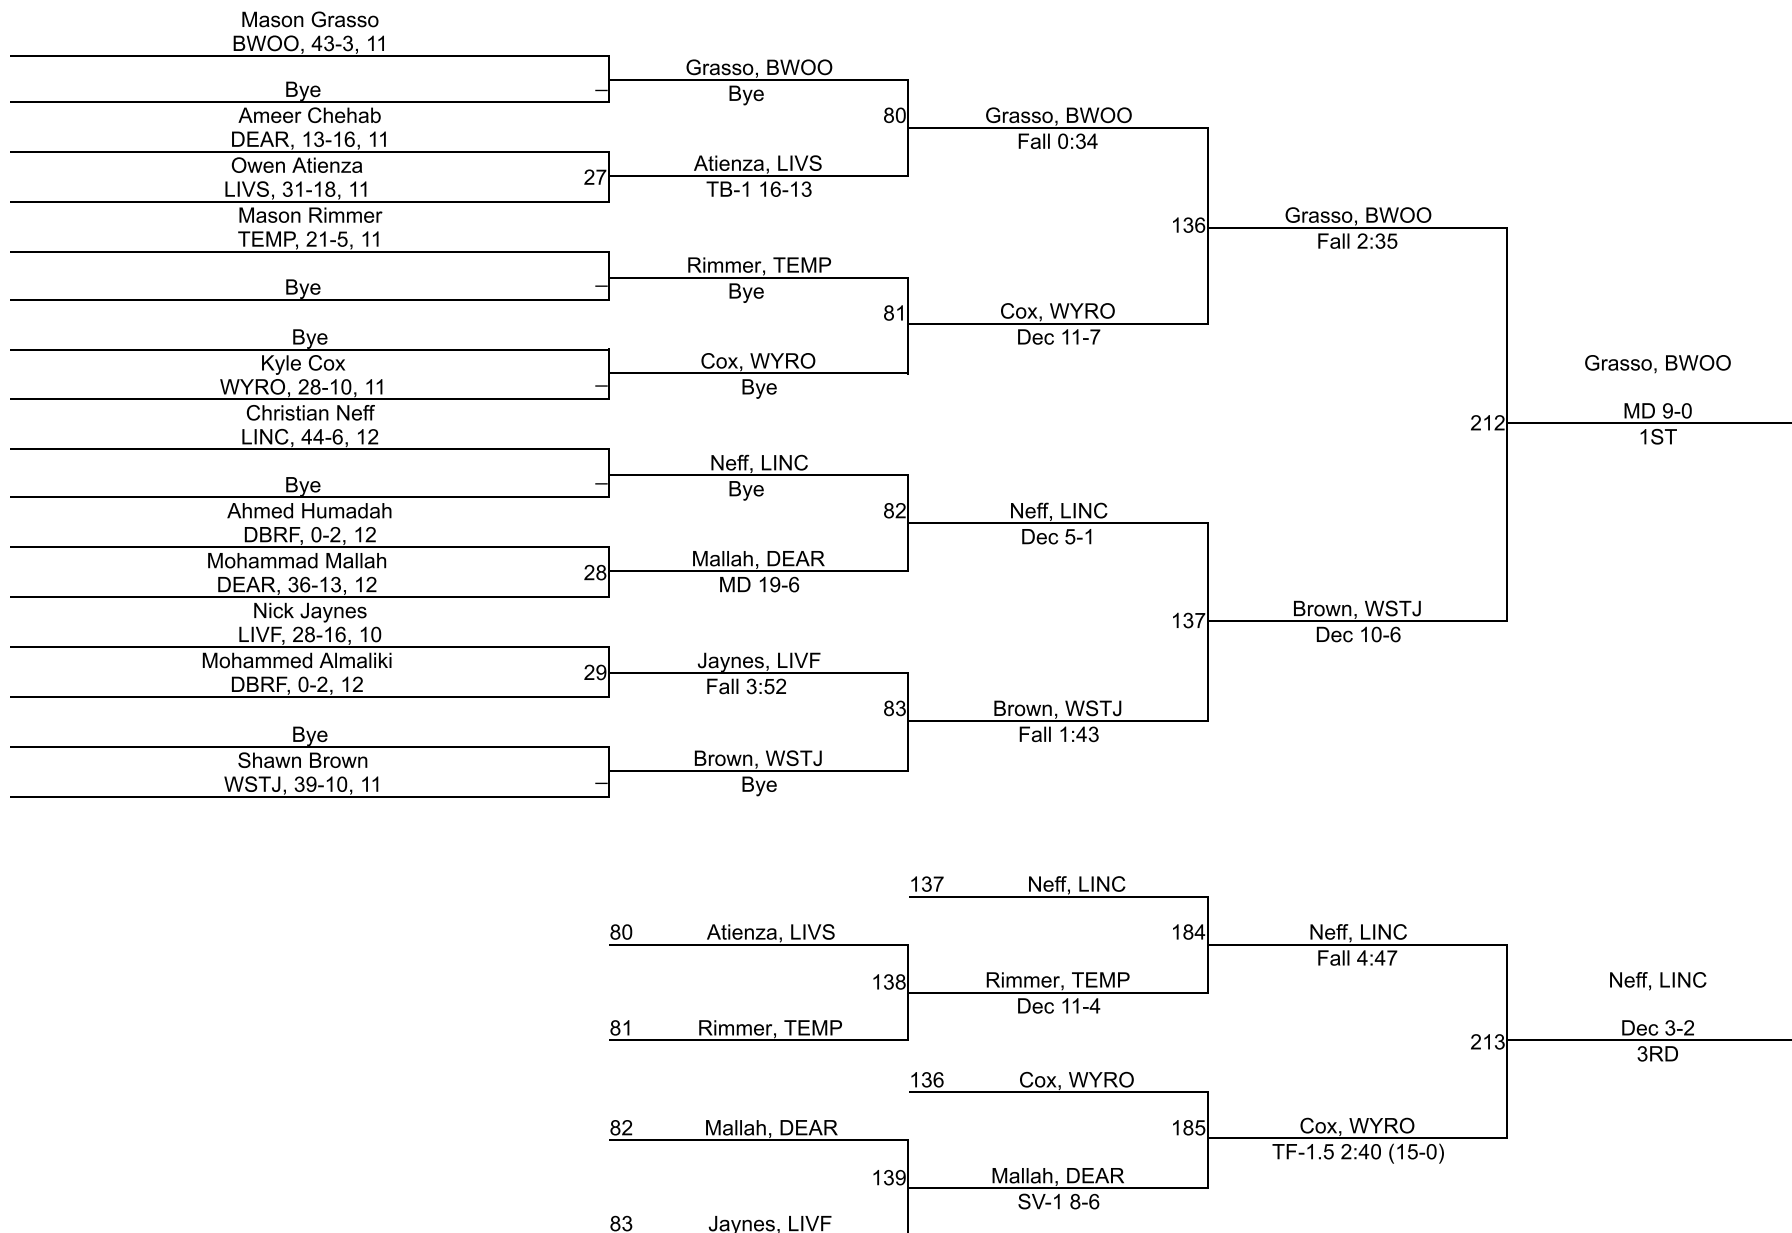 Mason Grasso
BWOO, 43-3, 11
Bye
–
Ameer Chehab
DEAR, 13-16, 11
Owen Atienza
LIVS, 31-18, 11
27
Mason Rimmer
TEMP, 21-5, 11
Bye
–
Bye
Kyle Cox
WYRO, 28-10, 11
–
Christian Neff
LINC, 44-6, 12
Bye
–
Ahmed Humadah
DBRF, 0-2, 12
Mohammad Mallah
DEAR, 36-13, 12
28
Nick Jaynes
LIVF, 28-16, 10
Mohammed Almaliki
DBRF, 0-2, 12
29
Bye
Shawn Brown
WSTJ, 39-10, 11
–
Grasso, BWOO
Bye
80
Atienza, LIVS
TB-1 16-13
Rimmer, TEMP
Bye
81
Cox, WYRO
Bye
Neff, LINC
Bye
82
Mallah, DEAR
MD 19-6
Jaynes, LIVF
Fall 3:52
83
Brown, WSTJ
Bye
Grasso, BWOO
Fall 0:34
136
Cox, WYRO
Dec 11-7
Neff, LINC
Dec 5-1
137
Brown, WSTJ
Fall 1:43
Grasso, BWOO
Fall 2:35
212
Brown, WSTJ
Dec 10-6
Grasso, BWOO
MD 9-0
1ST
80 Atienza, LIVS
138
81 Rimmer, TEMP
82 Mallah, DEAR
139
83 Jaynes, LIVF
137 Neff, LINC
184
Rimmer, TEMP
Dec 11-4
136 Cox, WYRO
185
Mallah, DEAR
SV-1 8-6
Neff, LINC
Fall 4:47
213
Cox, WYRO
TF-1.5 2:40 (15-0)
Neff, LINC
Dec 3-2
3RD